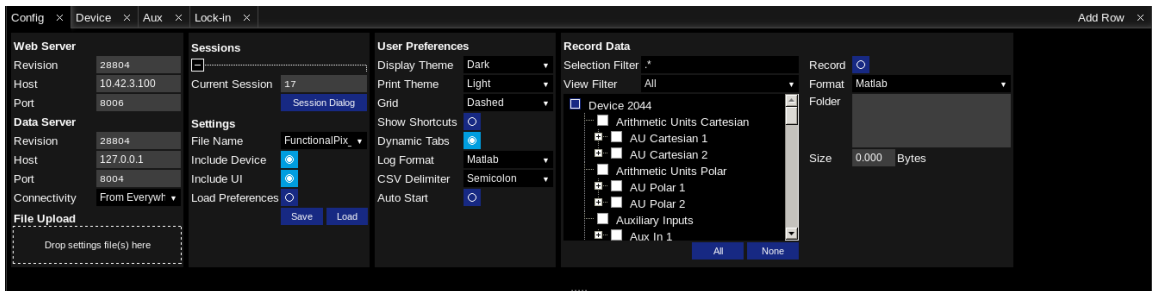 Config × Device × Aux × Lock-in × Add Row ×
Web Server
Revision 28804
Host 10.42.3.100
Port 8006
Data Server
Revision 28804
Host 127.0.0.1
Port 8004
Connectivity From Everywh
File Upload
Drop settings file(s) here
Sessions
Current Session 17
Session Dialog
Settings
File Name FunctionalPix_
Include Device
Include UI
Load Preferences
Save Load
User Preferences
Display Theme Dark
Print Theme Light
Grid Dashed
Show Shortcuts
Dynamic Tabs
Log Format Matlab
CSV Delimiter Semicolon
Auto Start
Record Data
Selection Filter .*
View Filter All
Device 2044
Arithmetic Units Cartesian
AU Cartesian 1
AU Cartesian 2
Arithmetic Units Polar
AU Polar 1
AU Polar 2
Auxiliary Inputs
Aux In 1
All None
Record
Format Matlab
Folder
Size 0.000 Bytes